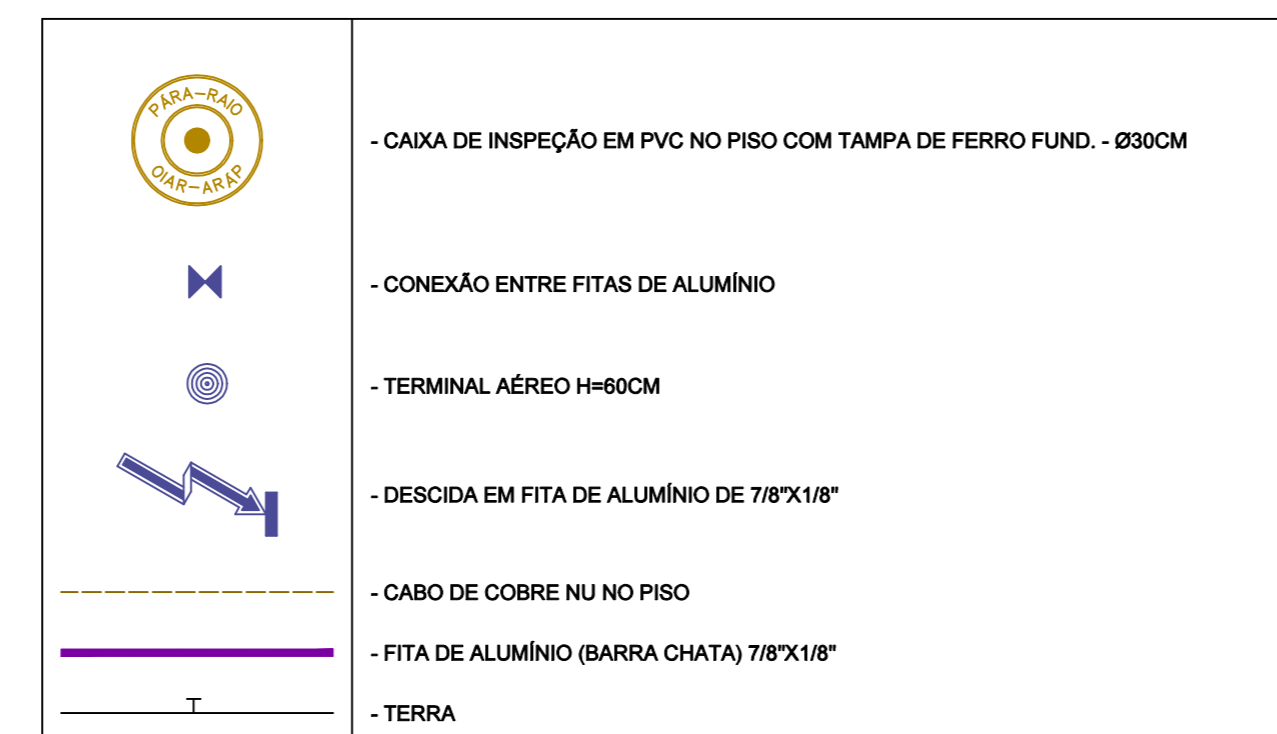 PÁRA-RAIO
OIAR-ARÁP
- CAIXA DE INSPEÇÃO EM PVC NO PISO COM TAMPA DE FERRO FUND. - Ø30CM
- CONEXÃO ENTRE FITAS DE ALUMÍNIO
- TERMINAL AÉREO H=60CM
- DESCIDA EM FITA DE ALUMÍNIO DE 7/8"X1/8"
- CABO DE COBRE NU NO PISO
- FITA DE ALUMÍNIO (BARRA CHATA) 7/8"X1/8"
T
- TERRA